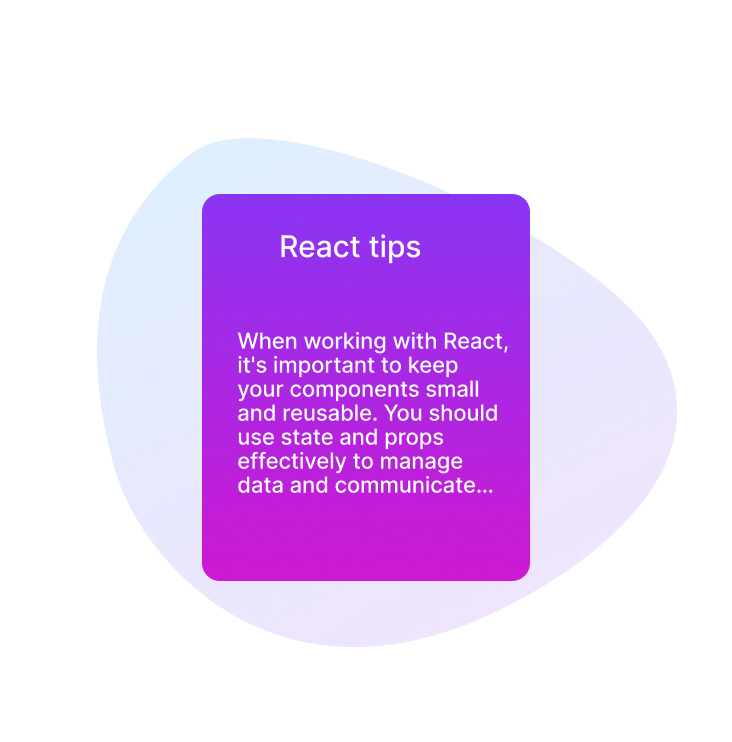 React tips
When working with React,
it's important to keep
your components small
and reusable. You should
use state and props
effectively to manage
data and communicate...